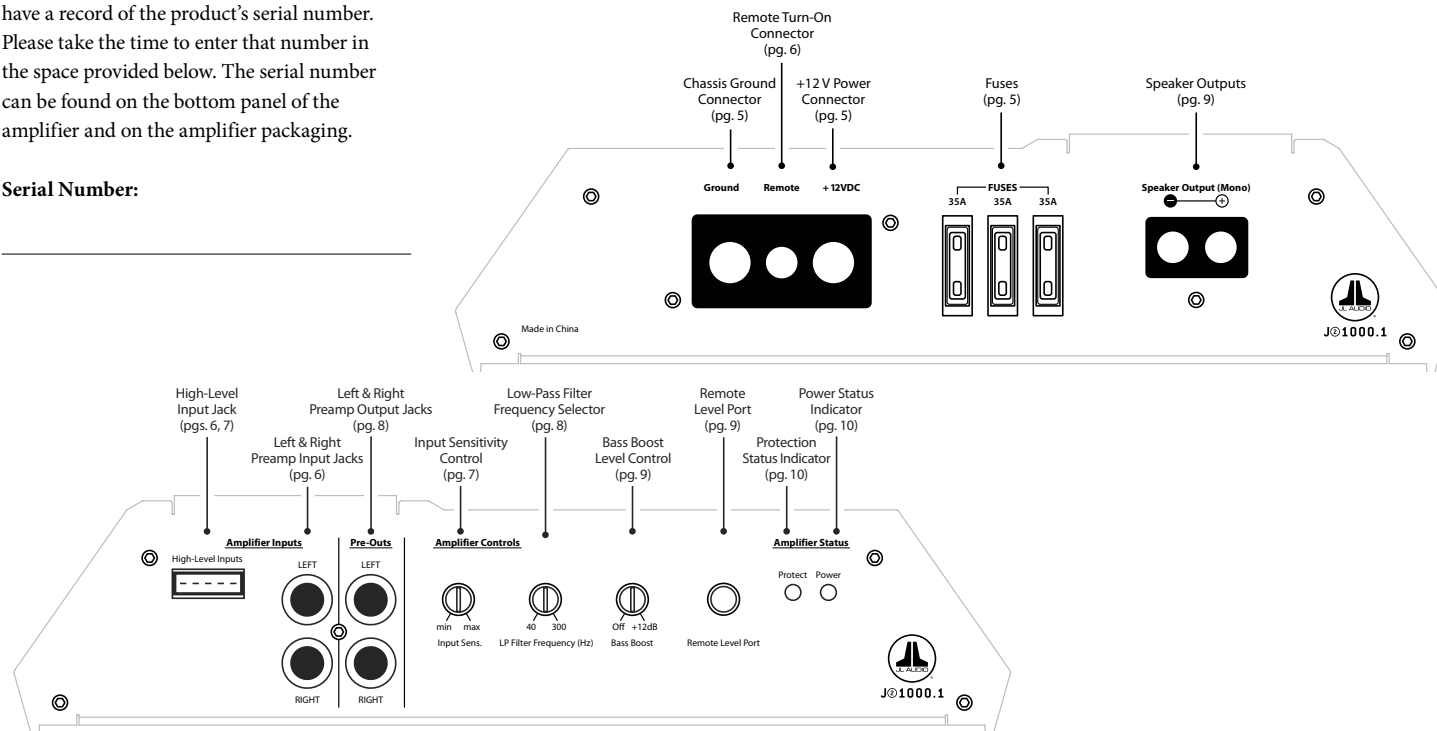 have a record of the product’s serial number.
Please take the time to enter that number in
the space provided below. The serial number
can be found on the bottom panel of the
amplifier and on the amplifier packaging.
Serial Number:
Remote Turn-On
Connector
(pg. 6)
Chassis Ground
Connector
(pg. 5)
+12 V Power
Connector
(pg. 5)
Fuses
(pg. 5)
Speaker Outputs
(pg. 9)
Ground
Remote
+ 12VDC
FUSES
35A
35A
35A
Speaker Output (Mono)
Made in China
JL AUDIO
J②1000.1
High-Level
Input Jack
(pgs. 6, 7)
Left & Right
Preamp Input Jacks
(pg. 6)
Left & Right
Preamp Output Jacks
(pg. 8)
Input Sensitivity
Control
(pg. 7)
Low-Pass Filter
Frequency Selector
(pg. 8)
Bass Boost
Level Control
(pg. 9)
Remote
Level Port
(pg. 9)
Protection
Status Indicator
(pg. 10)
Power Status
Indicator
(pg. 10)
Amplifier Inputs
Pre-Outs
Amplifier Controls
Amplifier Status
High-Level Inputs
LEFT
LEFT
Protect
Power
min max
40 300
Off +12dB
Input Sens.
LP Filter Frequency (Hz)
Bass Boost
Remote Level Port
RIGHT
RIGHT
JL AUDIO
J②1000.1